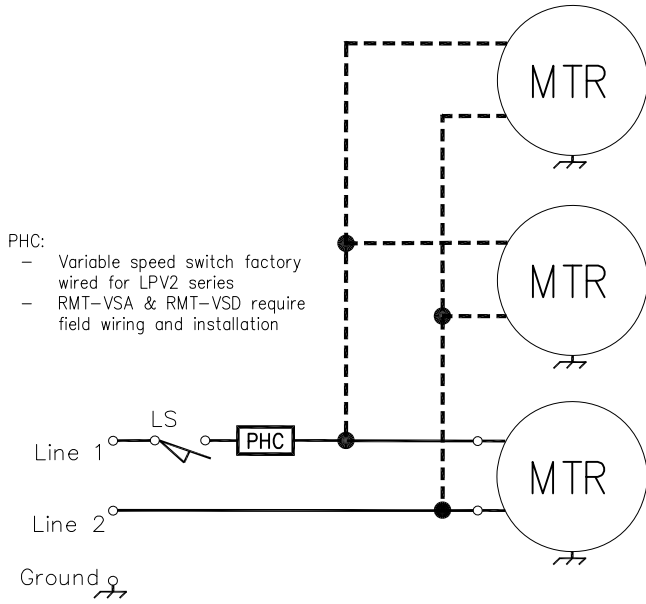 MTR
PHC:
– Variable speed switch factory
wired for LPV2 series
– RMT-VSA & RMT-VSD require
field wiring and installation
MTR
LS
Line 1
PHC
MTR
Line 2
Ground